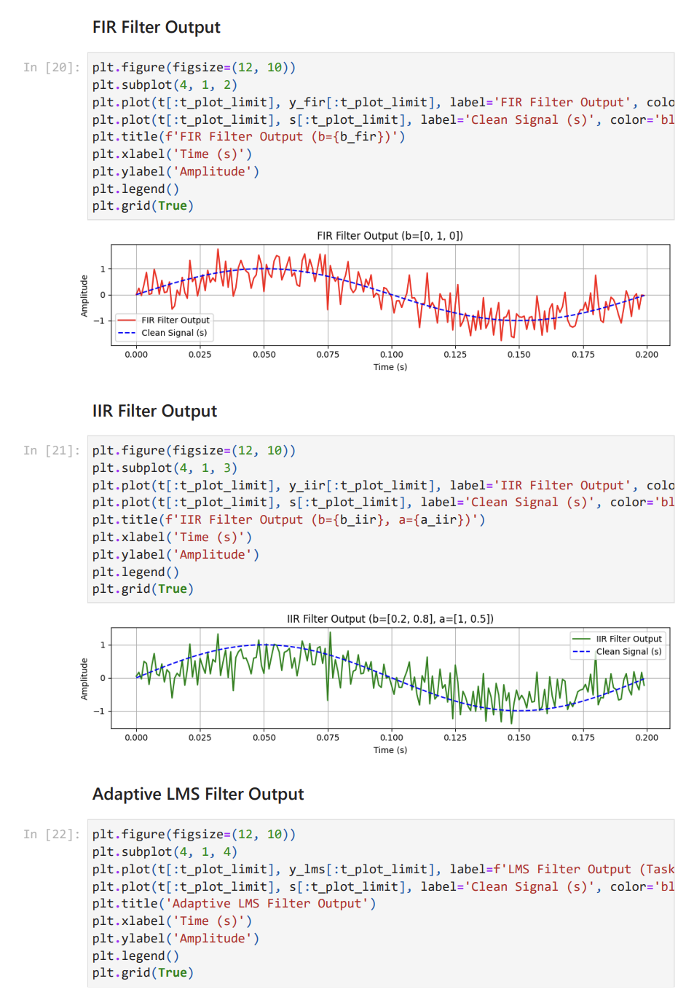 FIR Filter Output
In [20]:
plt.figure(figsize=(12, 10))
plt.subplot(4, 1, 2)
plt.plot(t[:t_plot_limit], y_fir[:t_plot_limit], label='FIR Filter Output', colo
plt.plot(t[:t_plot_limit], s[:t_plot_limit], label='Clean Signal (s)', color='bl
plt.title(f'FIR Filter Output (b={b_fir})')
plt.xlabel('Time (s)')
plt.ylabel('Amplitude')
plt.legend()
plt.grid(True)
FIR Filter Output (b=[0, 1, 0])
Amplitude
1
0
−1
FIR Filter Output
Clean Signal (s)
0.000 0.025 0.050 0.075 0.100 0.125 0.150 0.175 0.200
Time (s)
IIR Filter Output
In [21]:
plt.figure(figsize=(12, 10))
plt.subplot(4, 1, 3)
plt.plot(t[:t_plot_limit], y_iir[:t_plot_limit], label='IIR Filter Output', colo
plt.plot(t[:t_plot_limit], s[:t_plot_limit], label='Clean Signal (s)', color='bl
plt.title(f'IIR Filter Output (b={b_iir}, a={a_iir})')
plt.xlabel('Time (s)')
plt.ylabel('Amplitude')
plt.legend()
plt.grid(True)
IIR Filter Output (b=[0.2, 0.8], a=[1, 0.5])
Amplitude
1
0
−1
IIR Filter Output
Clean Signal (s)
0.000 0.025 0.050 0.075 0.100 0.125 0.150 0.175 0.200
Time (s)
Adaptive LMS Filter Output
In [22]:
plt.figure(figsize=(12, 10))
plt.subplot(4, 1, 4)
plt.plot(t[:t_plot_limit], y_lms[:t_plot_limit], label=f'LMS Filter Output (Task
plt.plot(t[:t_plot_limit], s[:t_plot_limit], label='Clean Signal (s)', color='bl
plt.title('Adaptive LMS Filter Output')
plt.xlabel('Time (s)')
plt.ylabel('Amplitude')
plt.legend()
plt.grid(True)